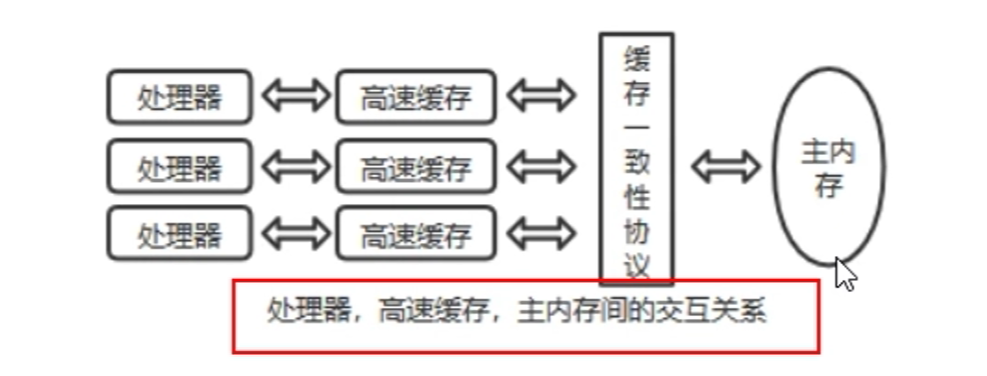 处理器
高速缓存
处理器
高速缓存
处理器
高速缓存
缓存一致性协议
主内存
处理器，高速缓存，主内存间的交互关系